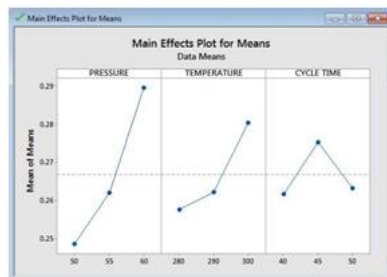 Main Effects Plot for Means
Main Effects Plot for Means
Data Means
PRESSURE TEMPERATURE CYCLE TIME
Mean of Means
0.29
0.28
0.27
0.26
0.25
50 55 60 280 290 300 40 45 50